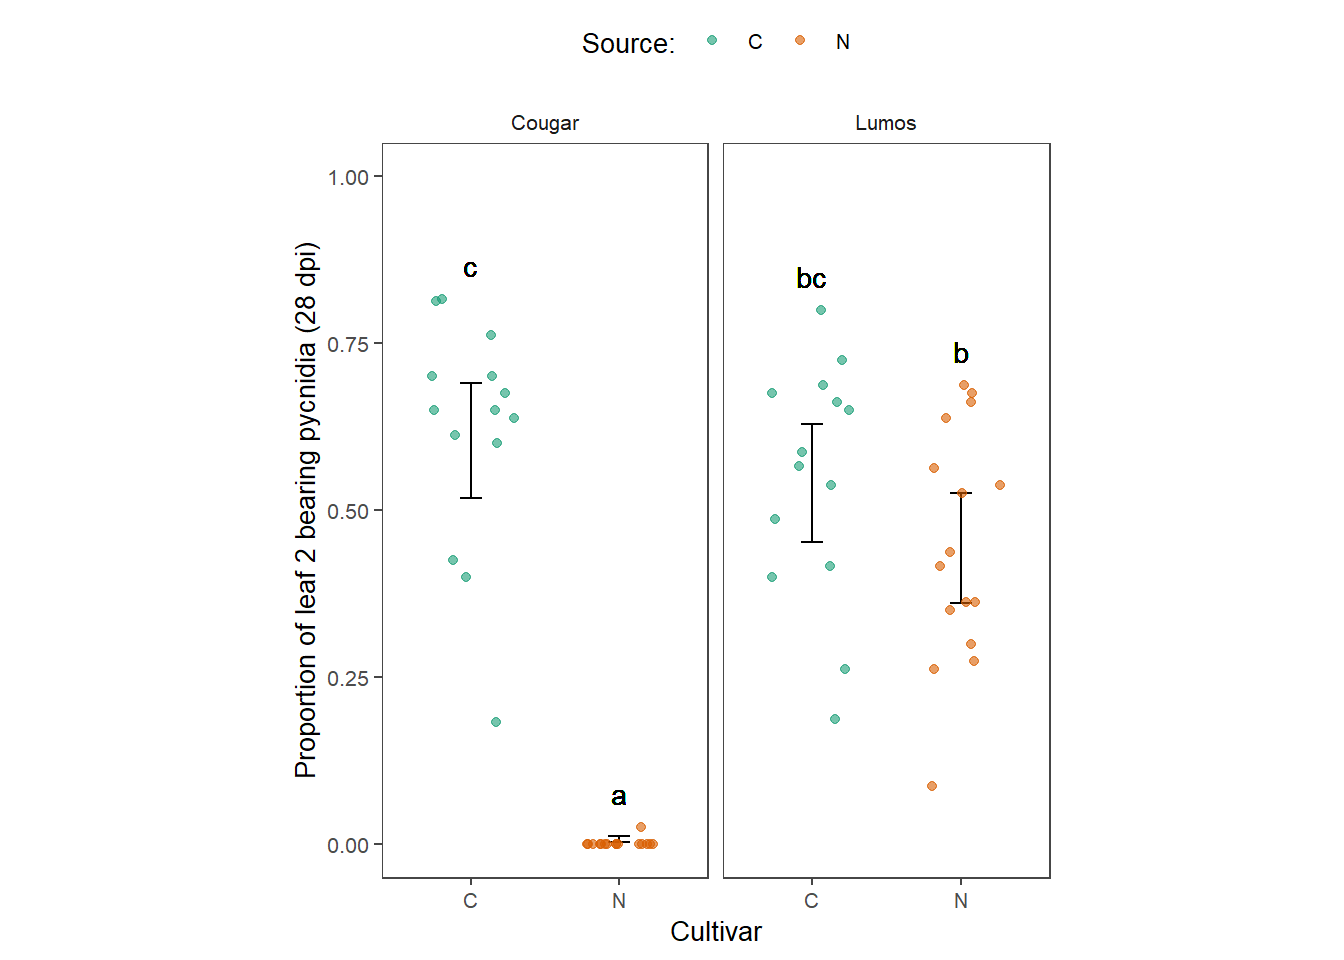 Source: C N
Cougar Lumos
1.00
0.75
0.50
0.25
0.00
Proportion of leaf 2 bearing pycnidia (28 dpi)
c
a
bc
b
C N C N
Cultivar